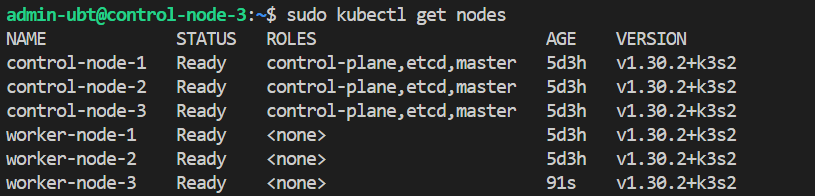 admin-ubt@control-node-3:~$ sudo kubectl get nodes
NAME STATUS ROLES AGE VERSION
control-node-1 Ready control-plane,etcd,master 5d3h v1.30.2+k3s2
control-node-2 Ready control-plane,etcd,master 5d3h v1.30.2+k3s2
control-node-3 Ready control-plane,etcd,master 5d3h v1.30.2+k3s2
worker-node-1 Ready <none> 5d3h v1.30.2+k3s2
worker-node-2 Ready <none> 5d3h v1.30.2+k3s2
worker-node-3 Ready <none> 91s v1.30.2+k3s2